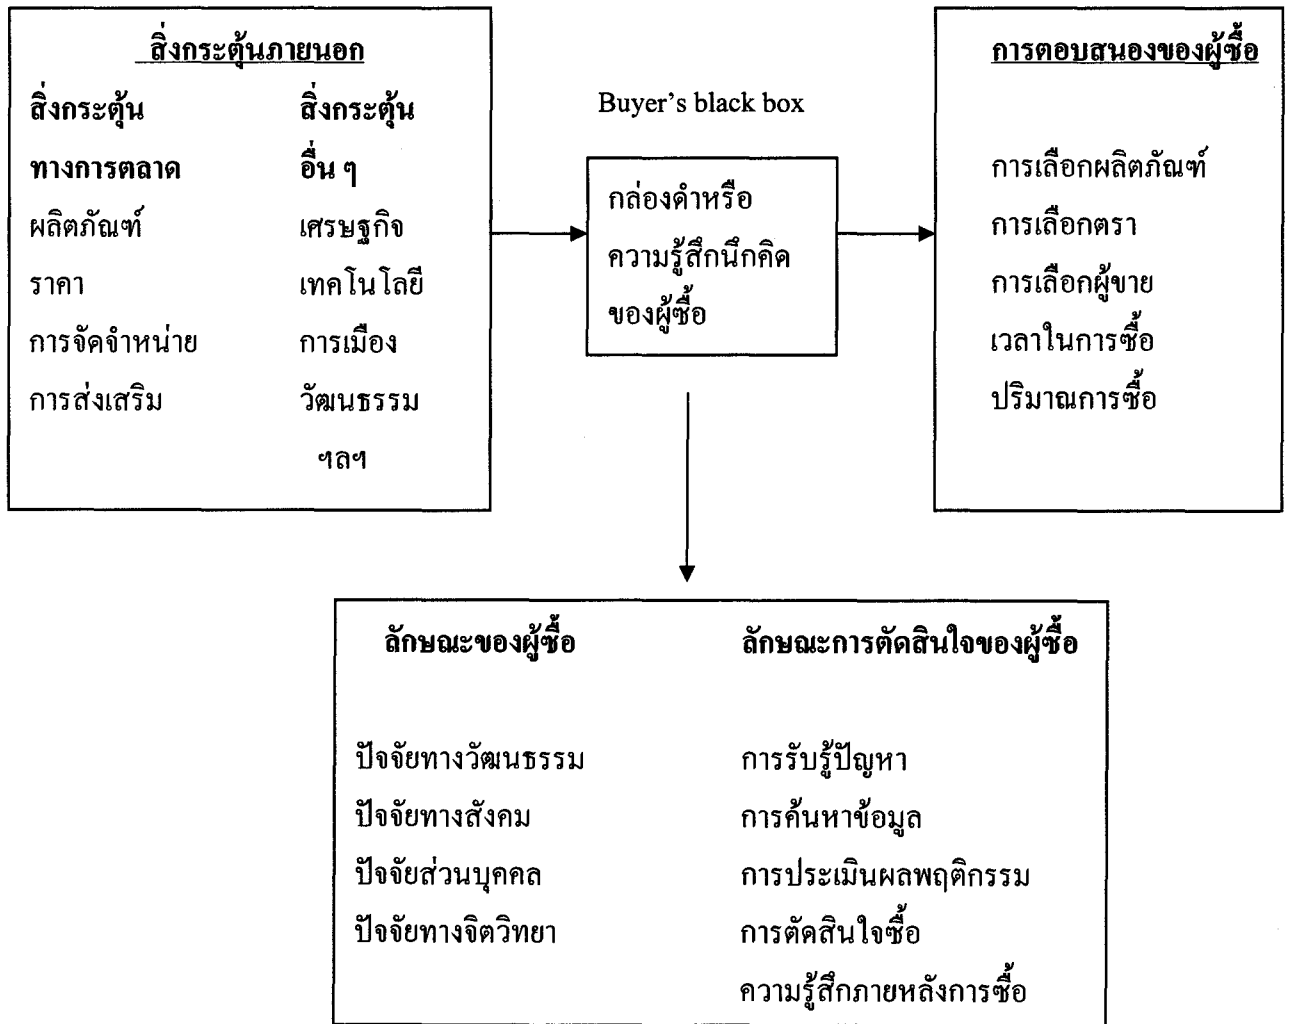 สิ่งกระตุ้นภายนอก
สิ่งกระตุ้น
ทางการตลาด
ผลิตภัณฑ์
ราคา
การจัดจำหน่าย
การส่งเสริม
สิ่งกระตุ้น
อื่น ๆ
เศรษฐกิจ
เทคโนโลยี
การเมือง
วัฒนธรรม
ฯลฯ
Buyer's black box
กล่องดำหรือ
ความรู้สึกนึกคิด
ของผู้ซื้อ
การตอบสนองของผู้ซื้อ
การเลือกผลิตภัณฑ์
การเลือกตรา
การเลือกผู้ขาย
เวลาในการซื้อ
ปริมาณการซื้อ
ลักษณะของผู้ซื้อ
ปัจจัยทางวัฒนธรรม
ปัจจัยทางสังคม
ปัจจัยส่วนบุคคล
ปัจจัยทางจิตวิทยา
ลักษณะการตัดสินใจของผู้ซื้อ
การรับรู้ปัญหา
การค้นหาข้อมูล
การประเมินผลพฤติกรรม
การตัดสินใจซื้อ
ความรู้สึกภายหลังการซื้อ